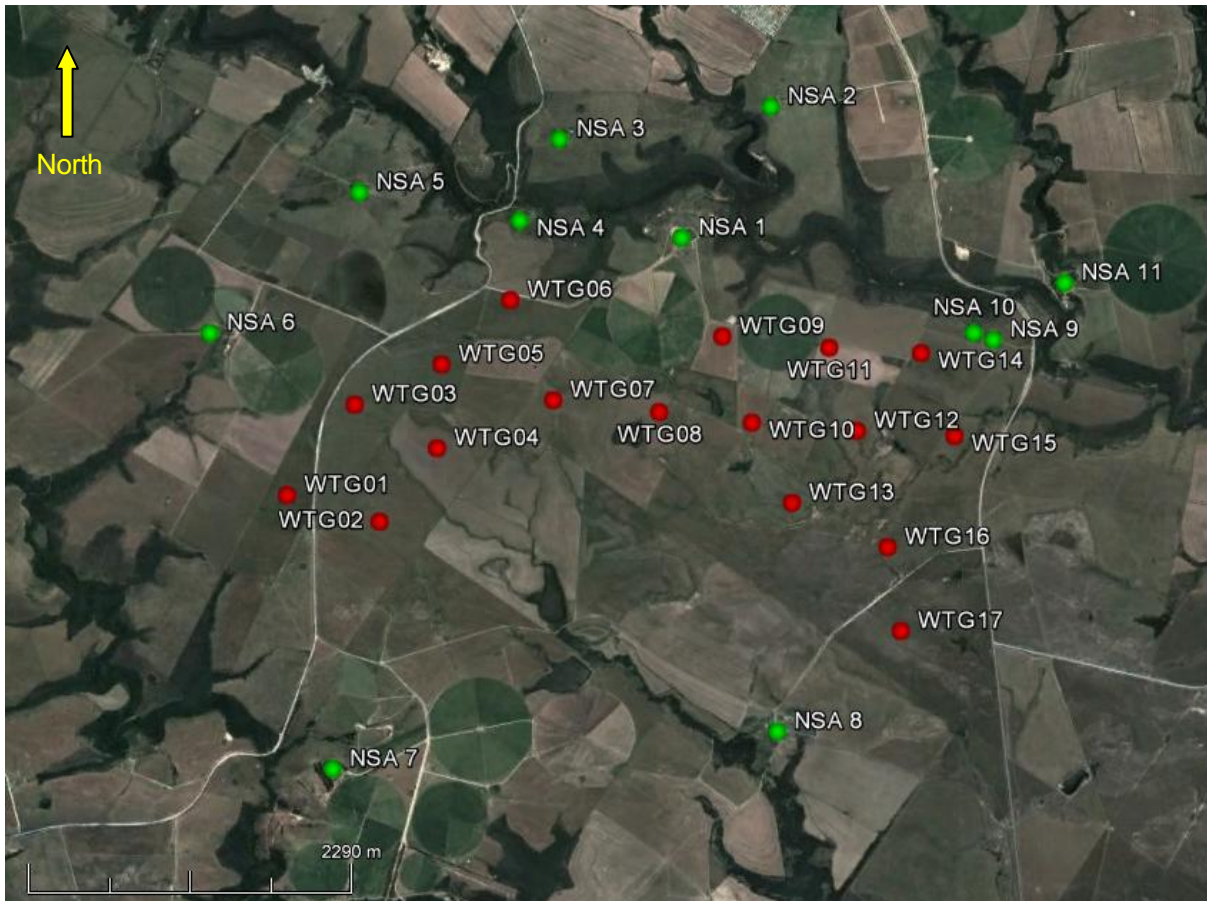 NSA 2
NSA 3
North
NSA 5
NSA 4
NSA 1
NSA 11
WTG06
NSA 6
WTG09
NSA 10
NSA 9
WTG05
WTG11
WTG14
WTG03
WTG07
WTG08
WTG10
WTG12
WTG15
WTG04
WTG01
WTG13
WTG02
WTG16
WTG17
NSA 8
NSA 7
2290 m